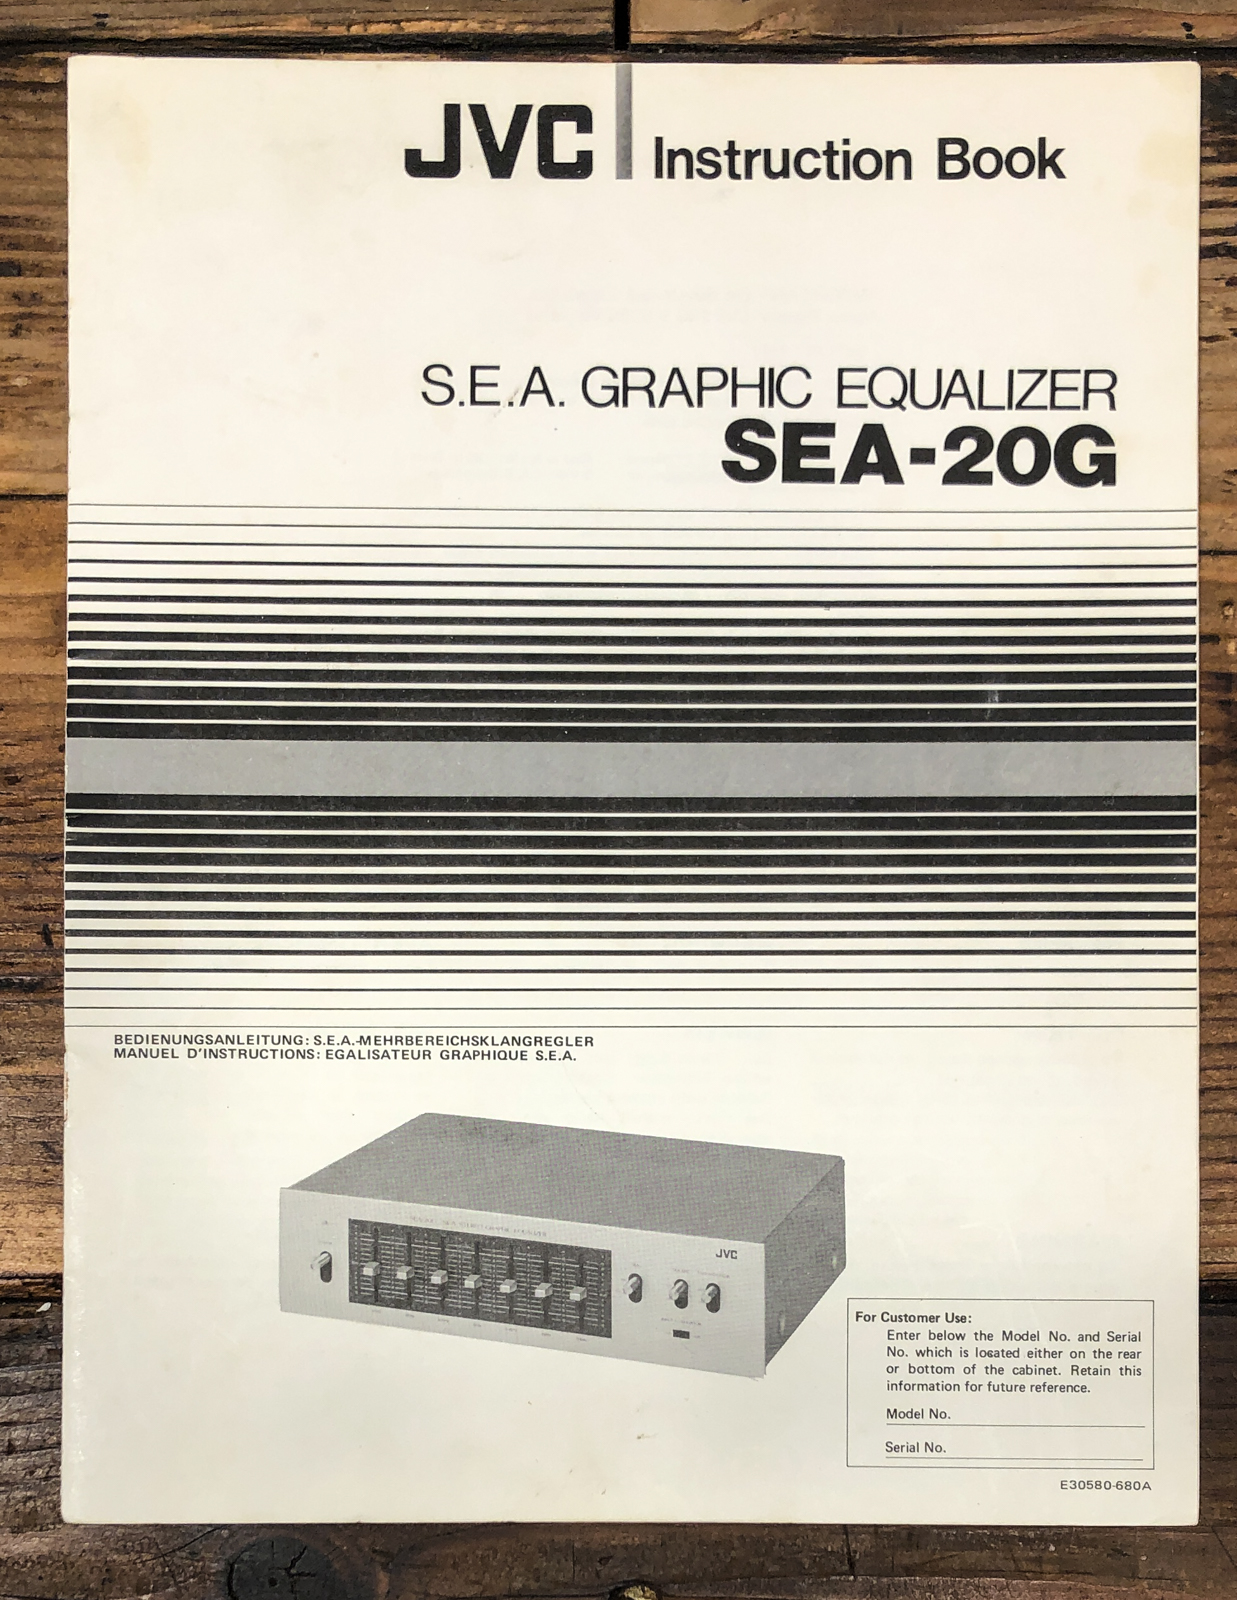 JVC Instruction Book
S.E.A. GRAPHIC EQUALIZER
SEA-20G
BEDIENUNGSANLEITUNG: S.E.A.-MEHRBEREICHSKLANGREGLER
MANUEL D'INSTRUCTIONS: EGALISATEUR GRAPHIQUE S.E.A.
JVC
For Customer Use:
Enter below the Model No. and Serial
No. which is located either on the rear
or bottom of the cabinet. Retain this
information for future reference.
Model No.
Serial No.
E30580-680A